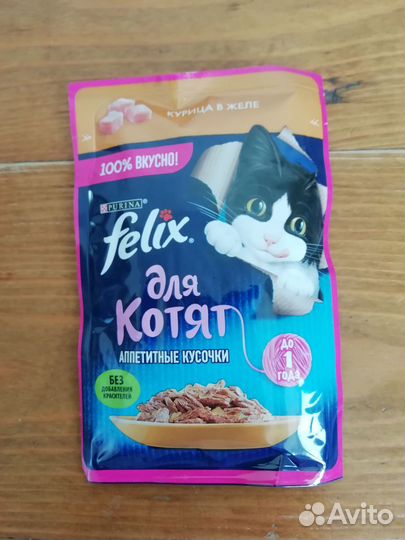 КУРИЦА В ЖЕЛЕ
100% ВКУСНО!
PURINA
felix
для
Котят
АППЕТИТНЫЕ КУСОЧКИ
ДО
1
ГОДА
БЕЗ
ДОБАВЛЕНИЯ
КРАСИТЕЛЕЙ
Avito